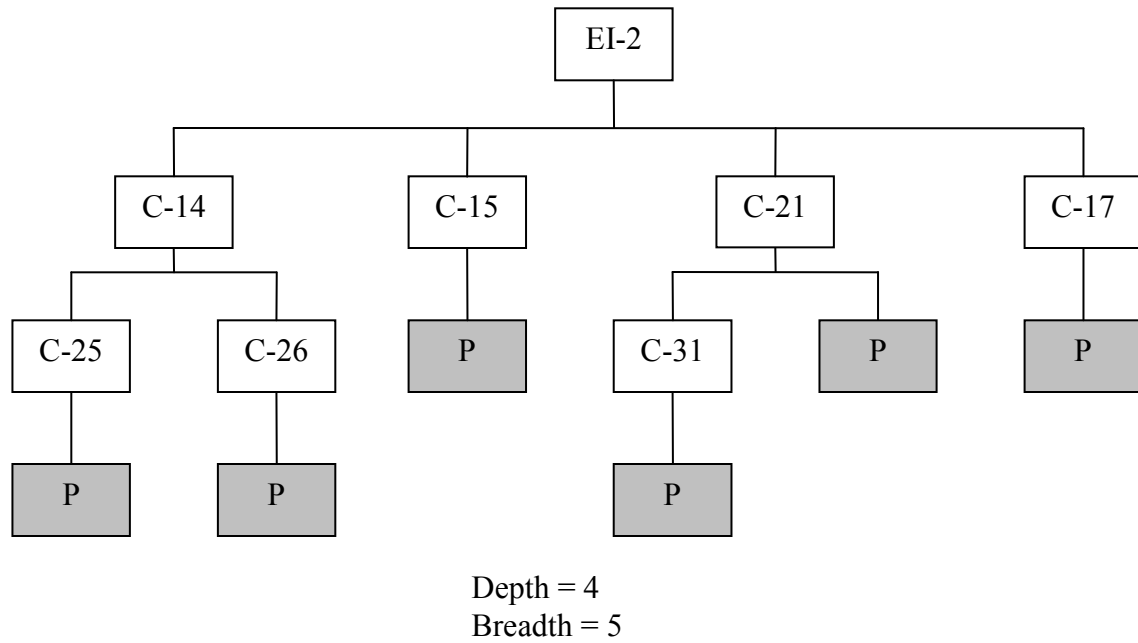 EI-2
C-14 C-15 C-21 C-17
C-25 C-26 P C-31 P P
P P P
Depth = 4
Breadth = 5